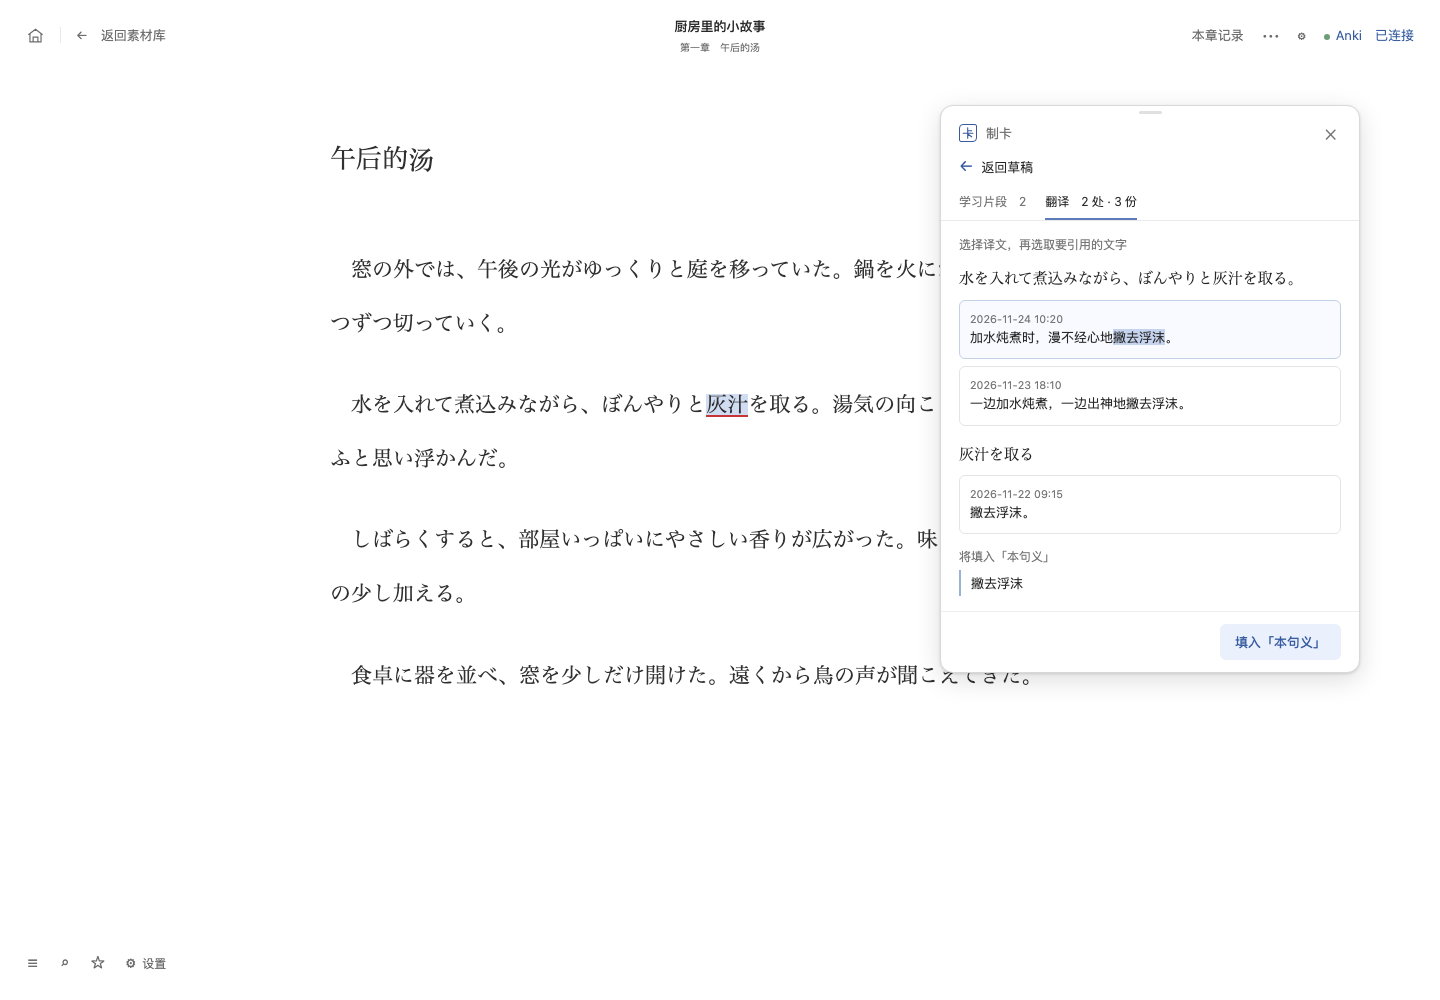 返回素材库
厨房里的小故事
第一章 午后的汤
本章记录
Anki 已连接
午后的汤
窓の外では、午後の光がゆっくりと庭を移っていた。鍋を火に
つずつ切っていく。
水を入れて煮込みながら、ぼんやりと灰汁を取る。湯気の向こ
ふと思い浮かんだ。
しばらくすると、部屋いっぱいにやさしい香りが広がった。味
の少し加える。
食卓に器を並べ、窓を少しだけ開けた。遠くから鳥の声が聞こえてきた。
卡 制卡
返回草稿
学习片段 2 翻译 2 处 · 3 份
选择译文，再选取要引用的文字
水を入れて煮込みながら、ぼんやりと灰汁を取る。
2026-11-24 10:20
加水炖煮时，漫不经心地撇去浮沫。
2026-11-23 18:10
一边加水炖煮，一边出神地撇去浮沫。
灰汁を取る
2026-11-22 09:15
撇去浮沫。
将填入「本句义」
撇去浮沫
填入「本句义」
设置